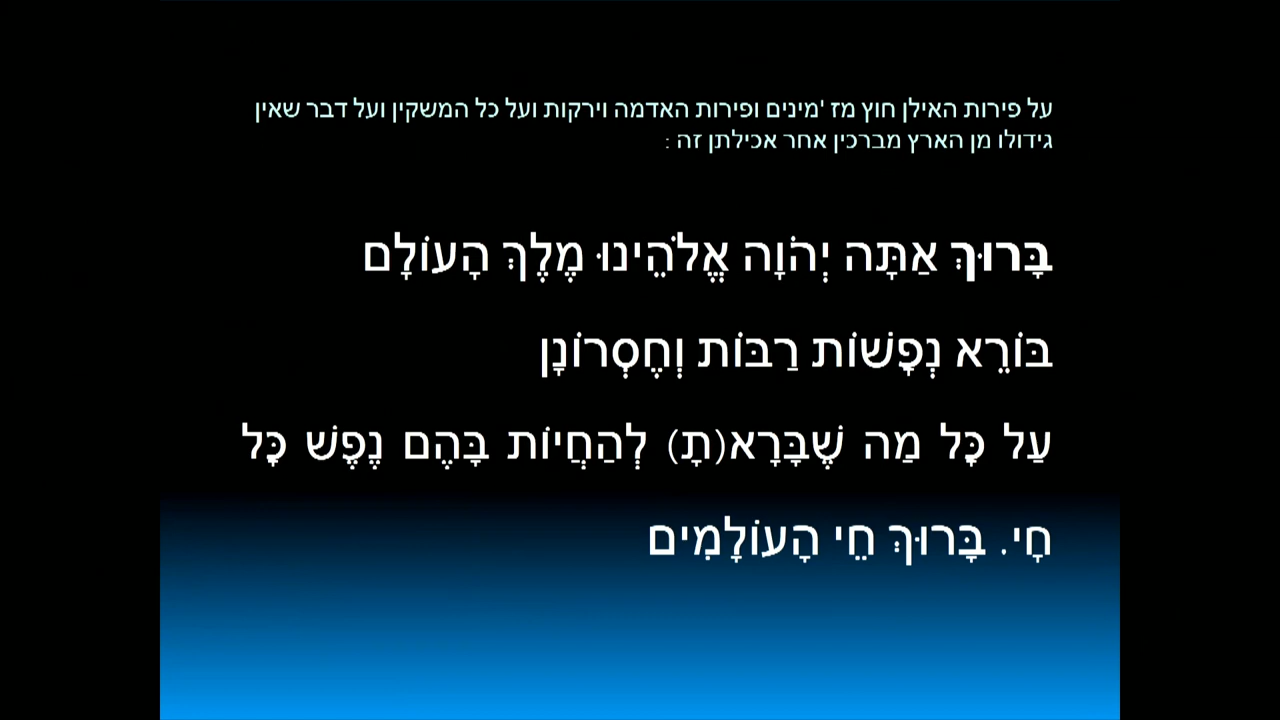 על פירות האילן חוץ מז 'מינים ופירות האדמה וירקות ועל כל המשקין ועל דבר שאין
גידולו מן הארץ מברכין אחר אכילתן זה :
בָּרוּךְ אַתָּה יְהֹוָה אֱלֹהֵינוּ מֶלֶךְ הָעוֹלָם
בּוֹרֵא נְפָשׁוֹת רַבּוֹת וְחֶסְרוֹנָן
עַל כָּל מַה שֶּׁבָּרָא(תָ) לְהַחֲיוֹת בָּהֶם נֶפֶשׁ כָּל
חָי. בָּרוּךְ חֵי הָעוֹלָמִים